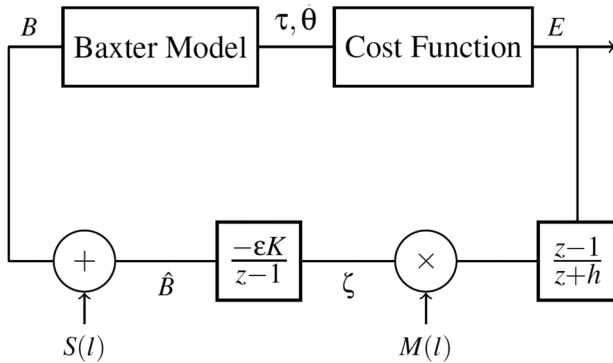 B
Baxter Model
τ, θ̇
Cost Function
E
+
B̂
−εK
z−1
ζ
×
z−1
z+h
S(l)
M(l)